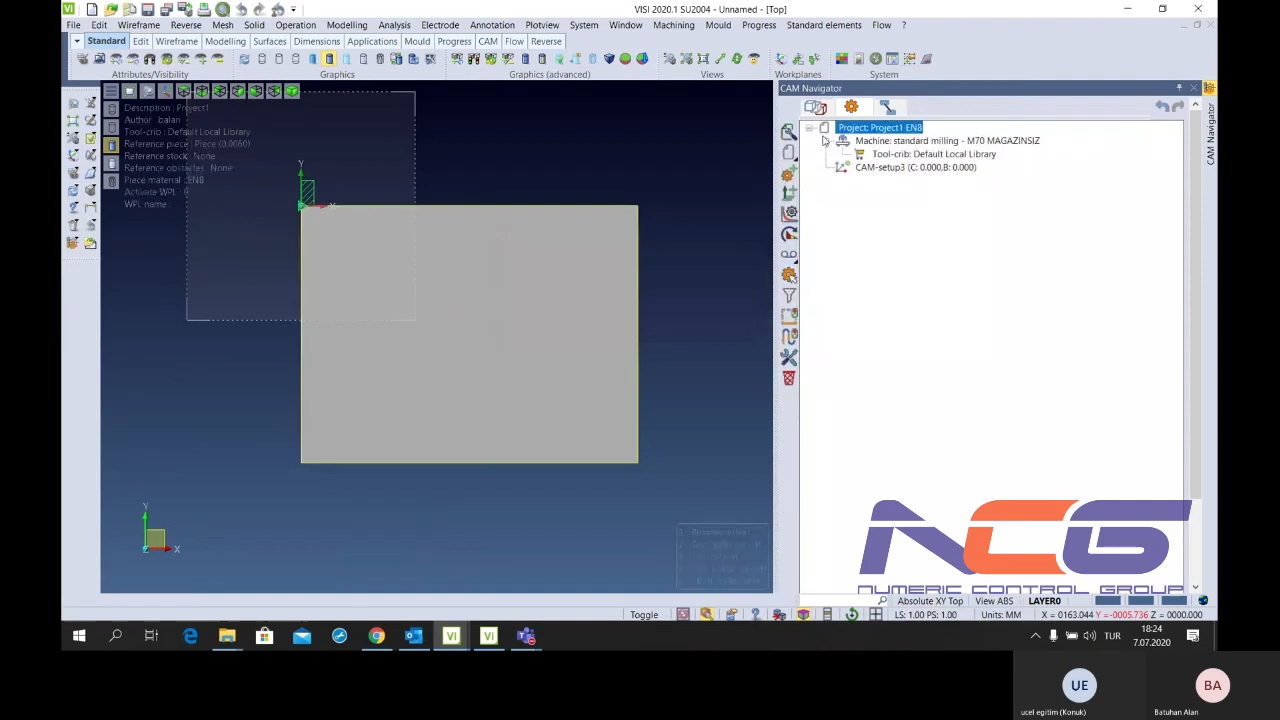 VISI 2020.1 SU2004 - Unnamed - [Top]
File Edit Wireframe Reverse Mesh Solid Operation Modelling Analysis Electrode Annotation Plotview System Window Machining Mould Progress Standard elements Flow ?
Standard Edit Wireframe Modelling Surfaces Dimensions Applications Mould Progress CAM Flow Reverse
Attributes/Visibility Graphics Graphics (advanced) Views Workplanes System
CAM Navigator
Description : Project1
Author : balan
Tool-crib: Default Local Library
Reference piece : Piece (0.0060)
Reference stock : None
Reference obstacles : None
Piece material : EN8
Activate WPL :
WPL name :
Project: Project1 EN8
Machine: standard milling - M70 MAGAZINSIZ
Tool-crib: Default Local Library
CAM-setup3 (C: 0.000,B: 0.000)
CAM Navigator
Y
X
Y
X
Z
NCG
NUMERIC CONTROL GROUP
Absolute XY Top View ABS LAYER0
Toggle LS: 1.00 PS: 1.00 Units: MM X = 0163.044 Y =-0005.736 Z = 0000.000
TUR
18:24
7.07.2020
UE
ucel egitim (Konuk)
BA
Batuhan Alan